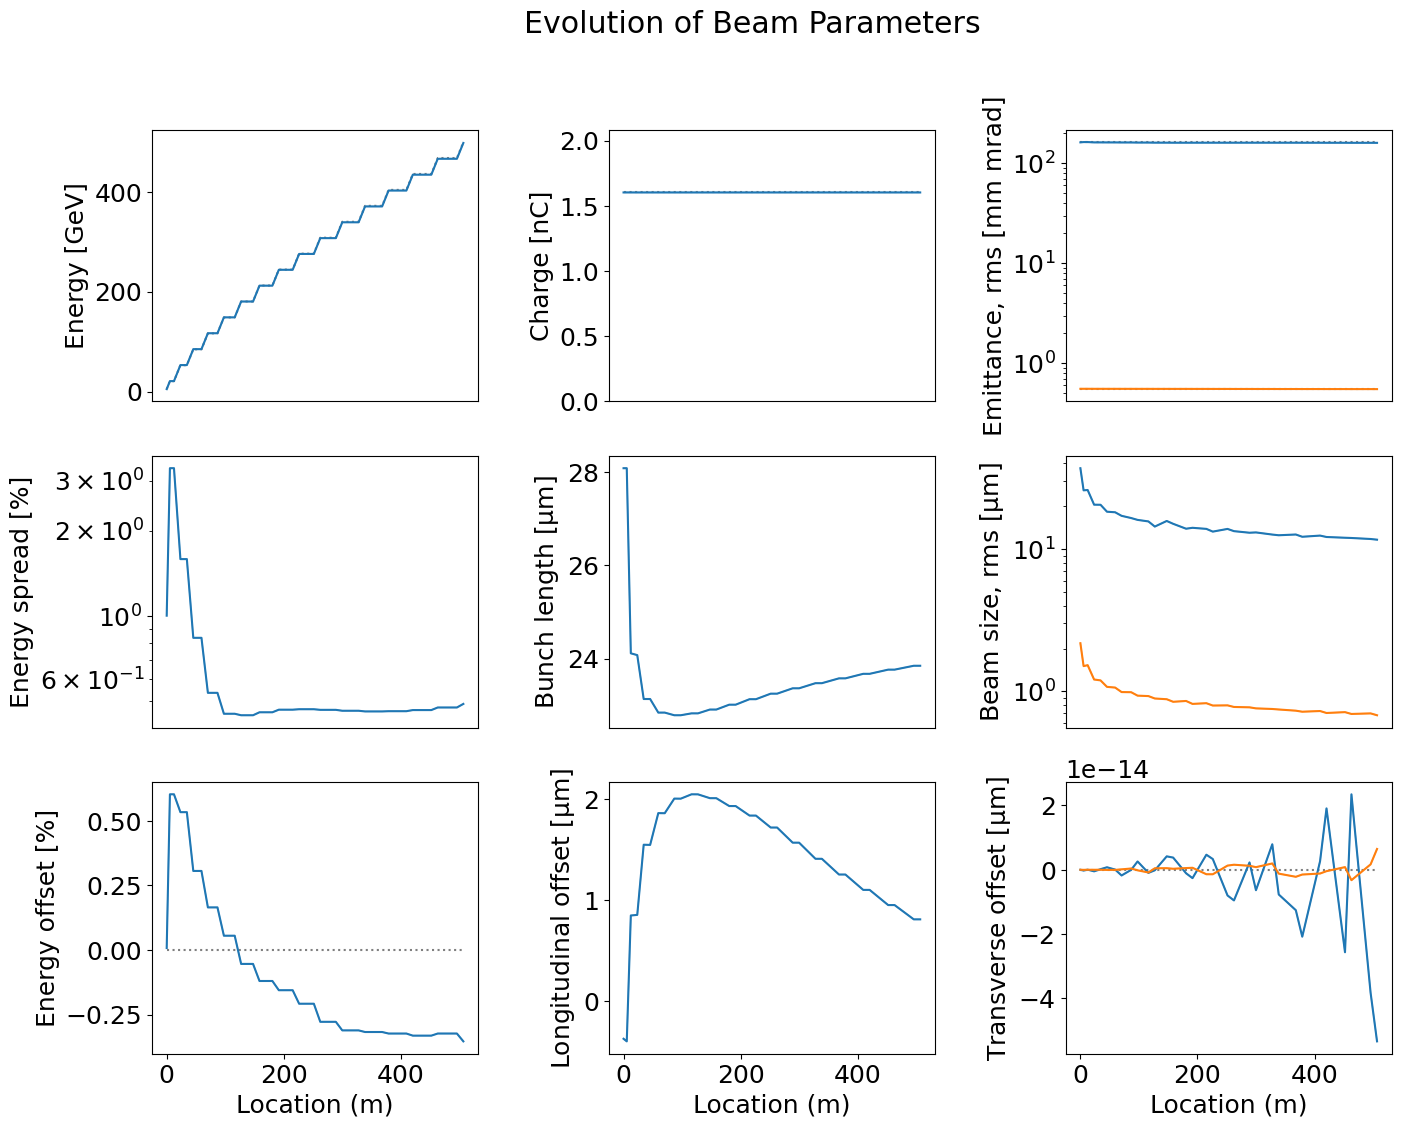 Evolution of Beam Parameters
Energy [GeV]
400
200
0
Charge [nC]
2.0
1.5
1.0
0.5
0.0
Emittance, rms [mm mrad]
10²
10¹
10⁰
Energy spread [%]
3 × 10⁰
2 × 10⁰
10⁰
6 × 10⁻¹
Bunch length [µm]
28
26
24
Beam size, rms [µm]
10¹
10⁰
Energy offset [%]
0.50
0.25
0.00
−0.25
0 200 400
Location (m)
Longitudinal offset [µm]
2
1
0
0 200 400
Location (m)
Transverse offset [µm]
1e−14
2
0
−2
−4
0 200 400
Location (m)